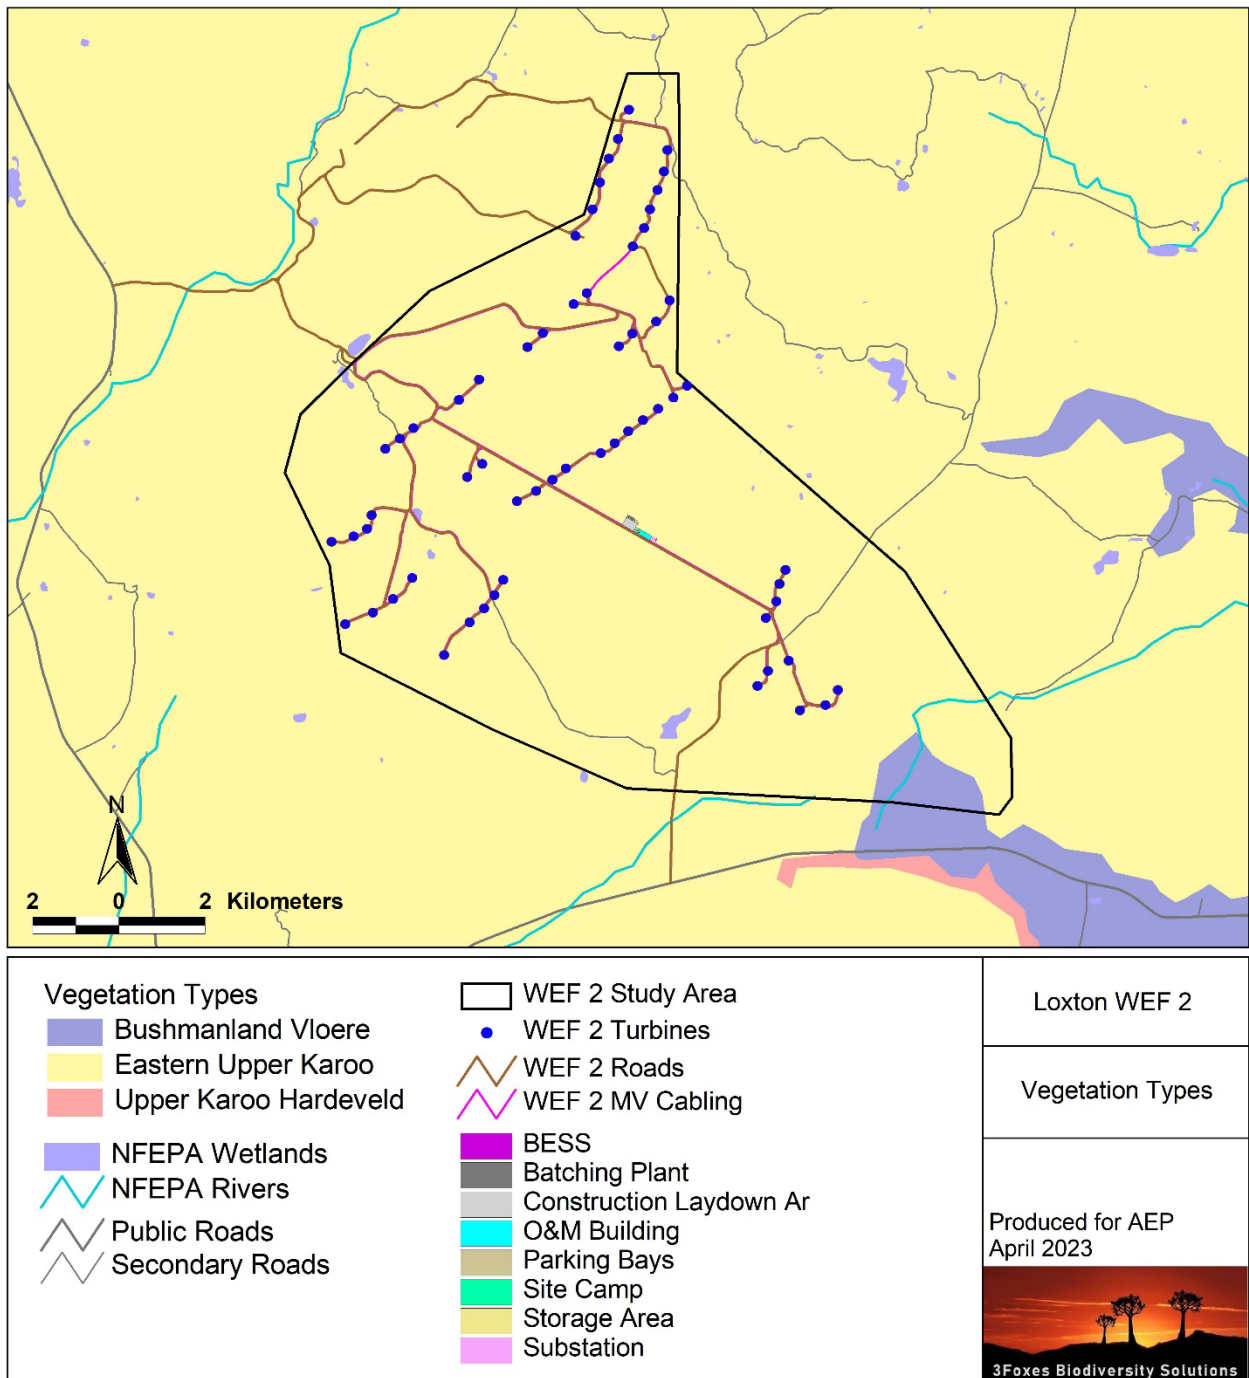 N
2 0 2 Kilometers
Vegetation Types
Bushmanland Vloere
Eastern Upper Karoo
Upper Karoo Hardeveld
NFEPA Wetlands
NFEPA Rivers
Public Roads
Secondary Roads
WEF 2 Study Area
WEF 2 Turbines
WEF 2 Roads
WEF 2 MV Cabling
BESS
Batching Plant
Construction Laydown Ar
O&M Building
Parking Bays
Site Camp
Storage Area
Substation
Loxton WEF 2
Vegetation Types
Produced for AEP
April 2023
3Foxes Biodiversity Solutions